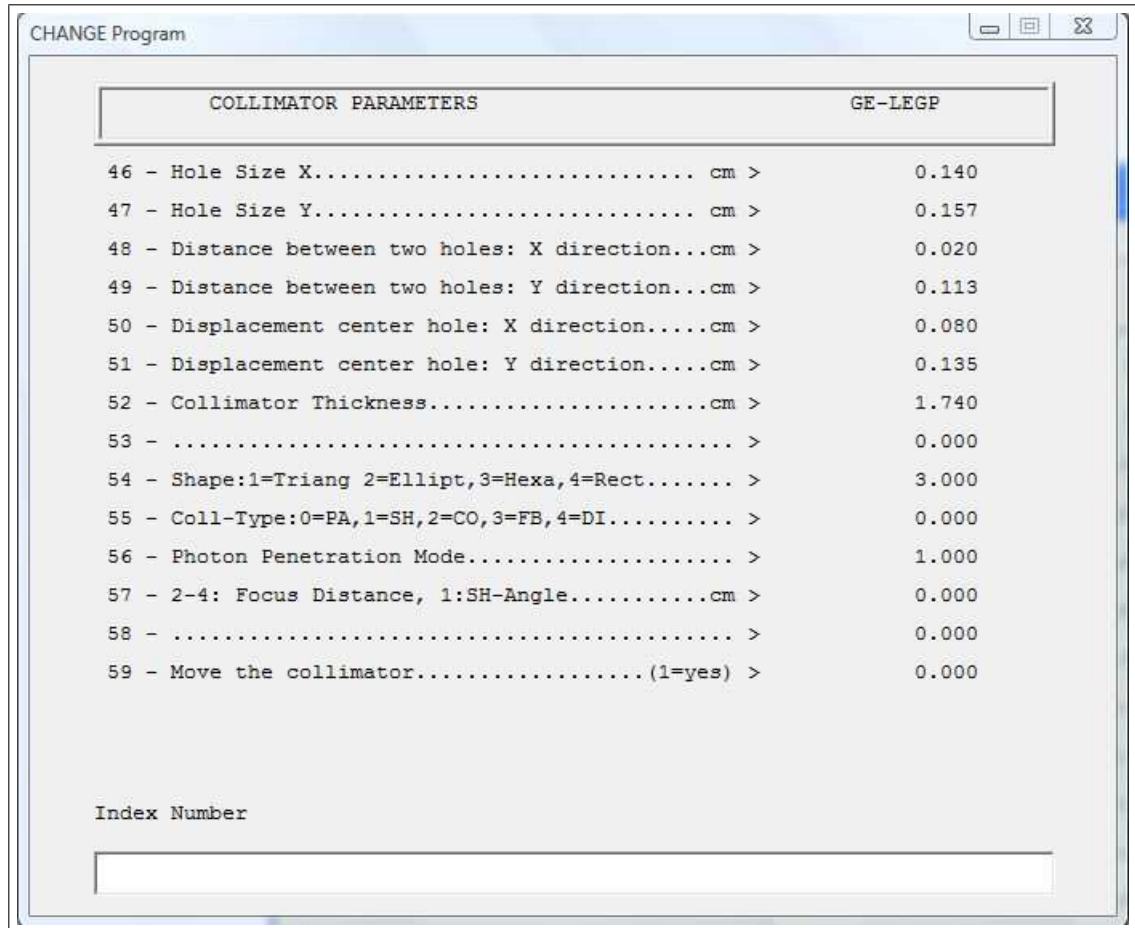 CHANGE Program
COLLIMATOR PARAMETERS GE-LEGP
46 - Hole Size X.............................. cm > 0.140
47 - Hole Size Y.............................. cm > 0.157
48 - Distance between two holes: X direction...cm > 0.020
49 - Distance between two holes: Y direction...cm > 0.113
50 - Displacement center hole: X direction.....cm > 0.080
51 - Displacement center hole: Y direction.....cm > 0.135
52 - Collimator Thickness......................cm > 1.740
53 - ............................................ > 0.000
54 - Shape:1=Triang 2=Ellipt,3=Hexa,4=Rect....... > 3.000
55 - Coll-Type:0=PA,1=SH,2=CO,3=FB,4=DI.......... > 0.000
56 - Photon Penetration Mode..................... > 1.000
57 - 2-4: Focus Distance, 1:SH-Angle...........cm > 0.000
58 - ............................................ > 0.000
59 - Move the collimator..................(1=yes) > 0.000
Index Number